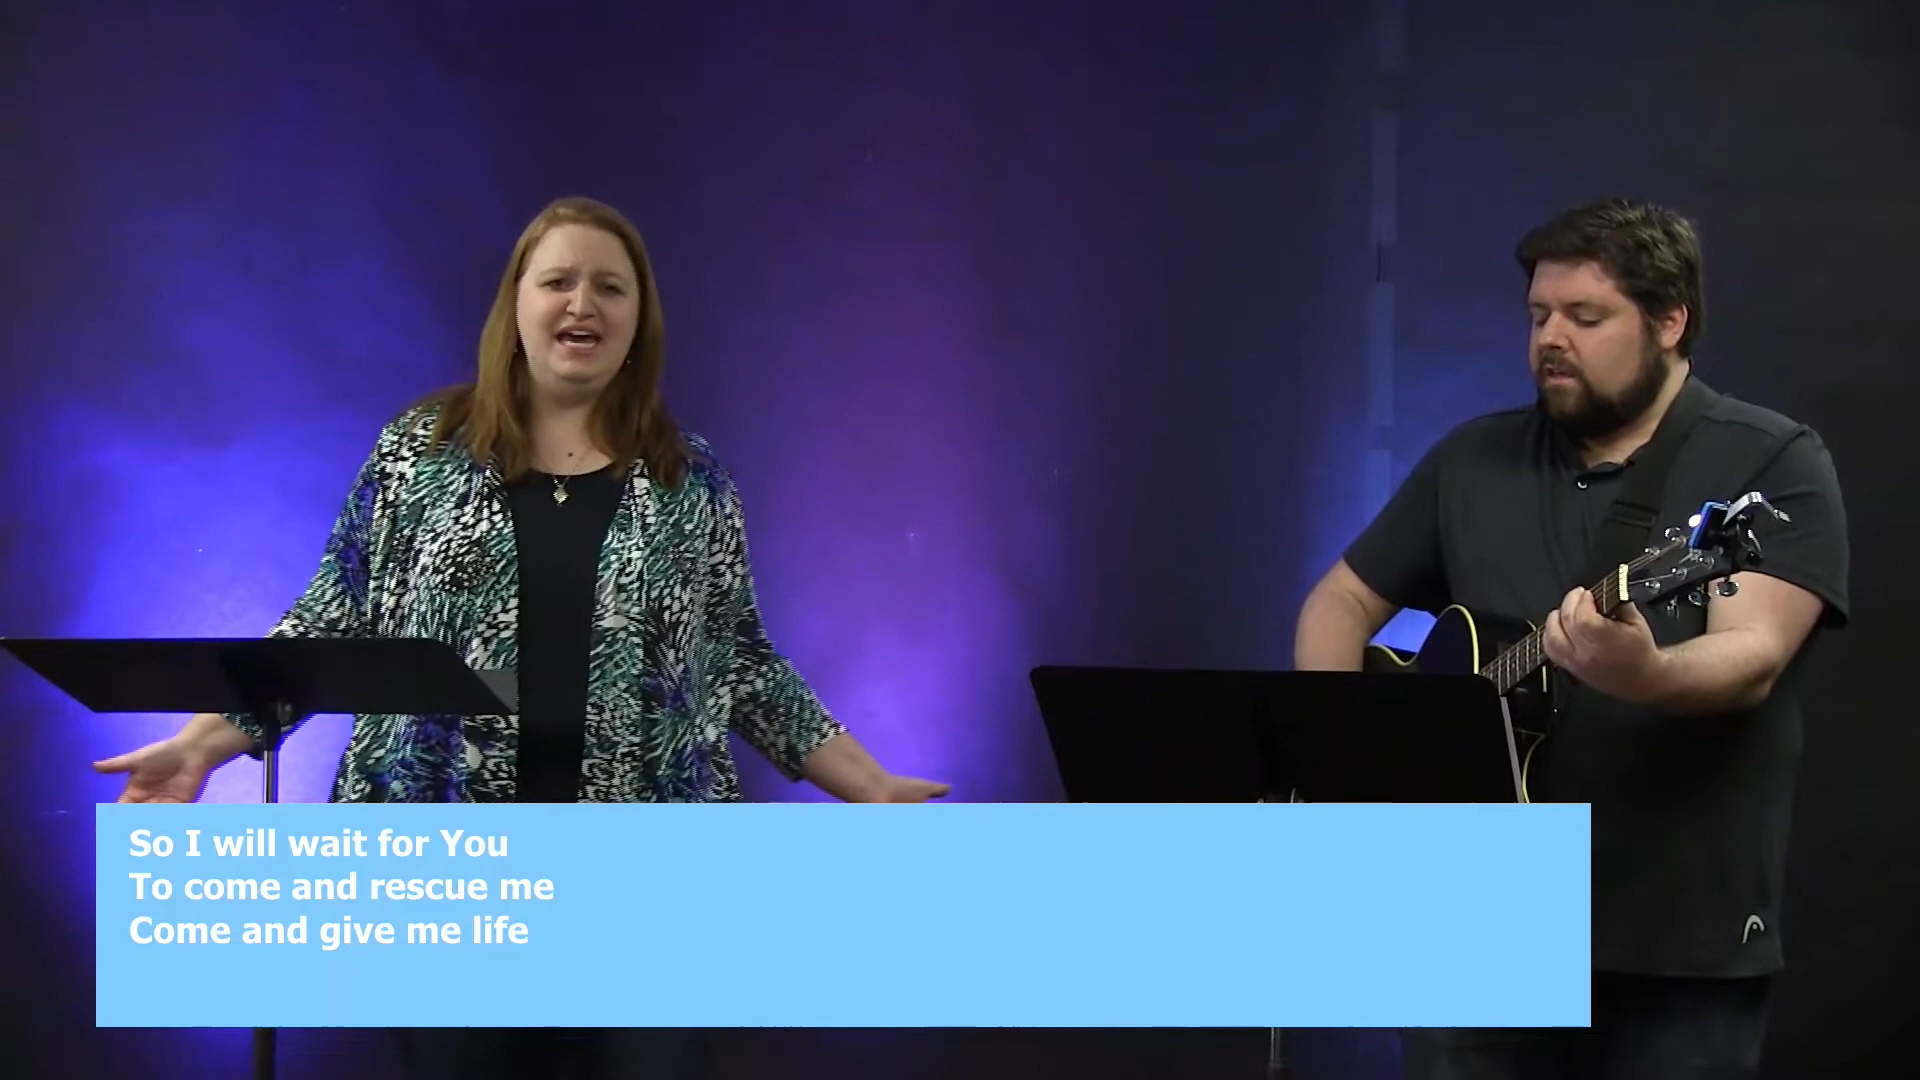 So I will wait for You
To come and rescue me
Come and give me life